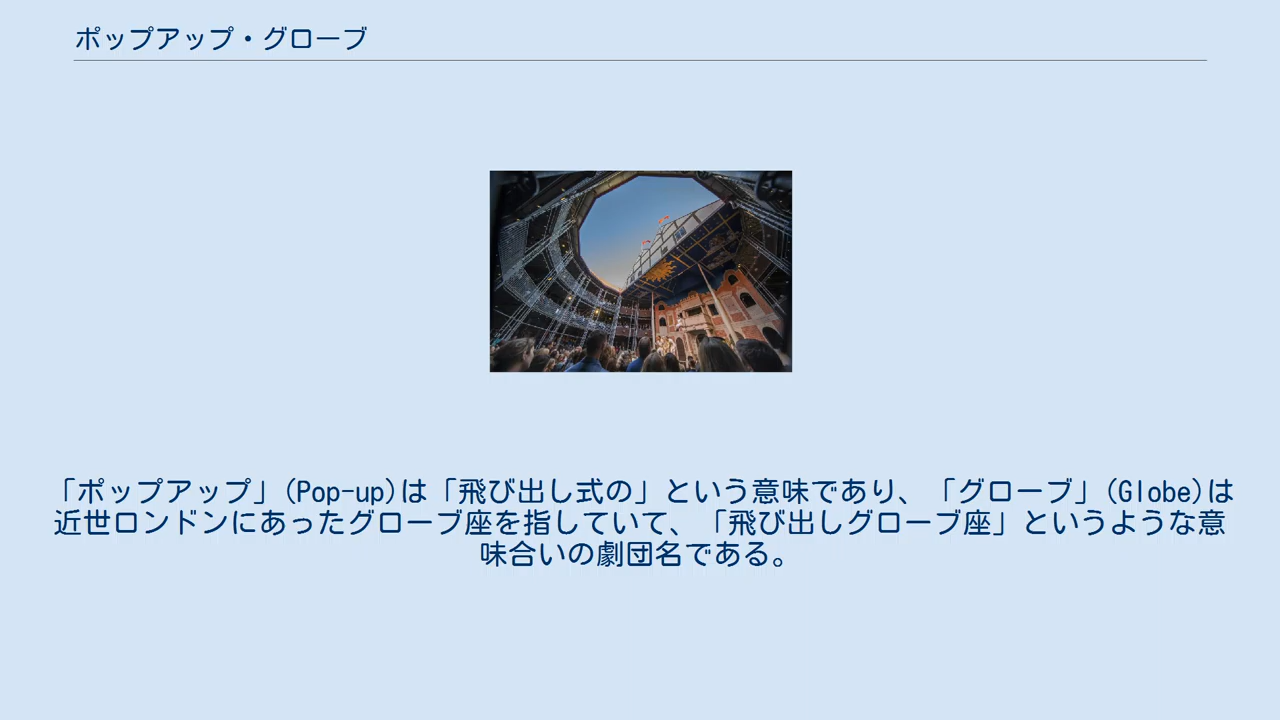 ポップアップ・グローブ
「ポップアップ」(Pop-up)は「飛び出し式の」という意味であり、「グローブ」(Globe)は
近世ロンドンにあったグローブ座を指していて、「飛び出しグローブ座」というような意
味合いの劇団名である。